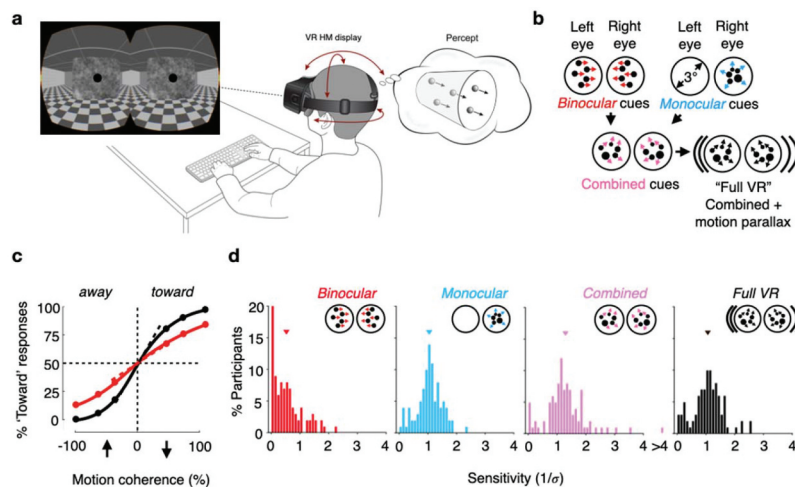 a
VR HM display
b
Left eye
Right eye
Left eye
Right eye
3°
Binocular cues
Monocular cues
Combined cues
"Full VR"
Combined +
motion parallax
c
away
toward
% 'Toward' responses
100
75
50
25
0
-100
0
100
Motion coherence (%)
d
Binocular
Monocular
Combined
Full VR
% Participants
20
15
10
5
0
0 1 2 3 4
0 1 2 3 4
0 1 2 3 >4
0 1 2 3 4
Sensitivity (1/σ)